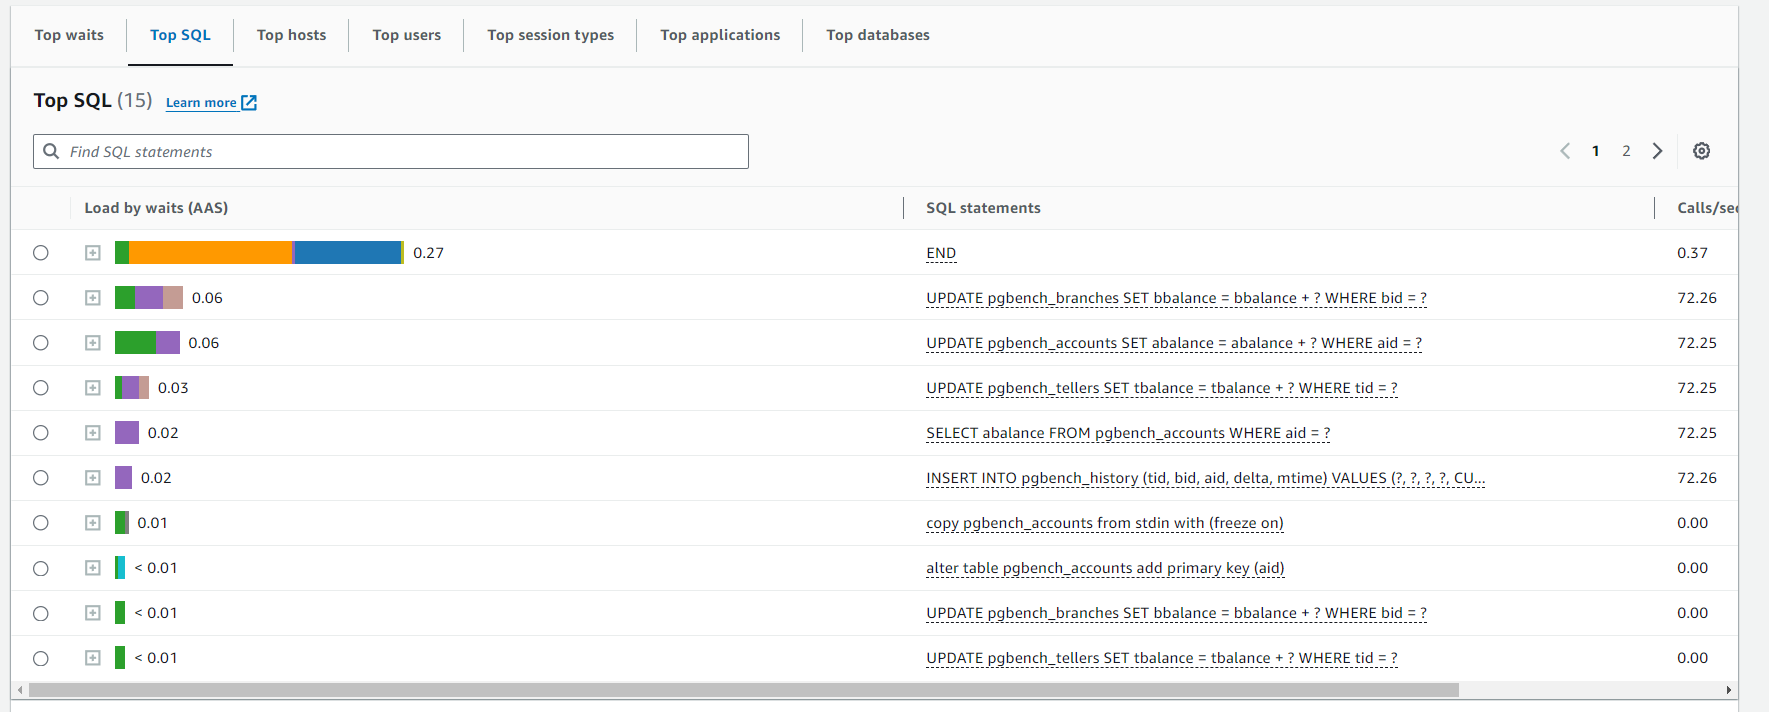 Top waits Top SQL Top hosts Top users Top session types Top applications Top databases
Top SQL (15) Learn more
Find SQL statements 1 2
Load by waits (AAS) SQL statements Calls/sec
0.27 END 0.37
0.06 UPDATE pgbench_branches SET bbalance = bbalance + ? WHERE bid = ? 72.26
0.06 UPDATE pgbench_accounts SET abalance = abalance + ? WHERE aid = ? 72.25
0.03 UPDATE pgbench_tellers SET tbalance = tbalance + ? WHERE tid = ? 72.25
0.02 SELECT abalance FROM pgbench_accounts WHERE aid = ? 72.25
0.02 INSERT INTO pgbench_history (tid, bid, aid, delta, mtime) VALUES (?, ?, ?, ?, CU... 72.26
0.01 copy pgbench_accounts from stdin with (freeze on) 0.00
< 0.01 alter table pgbench_accounts add primary key (aid) 0.00
< 0.01 UPDATE pgbench_branches SET bbalance = bbalance + ? WHERE bid = ? 0.00
< 0.01 UPDATE pgbench_tellers SET tbalance = tbalance + ? WHERE tid = ? 0.00